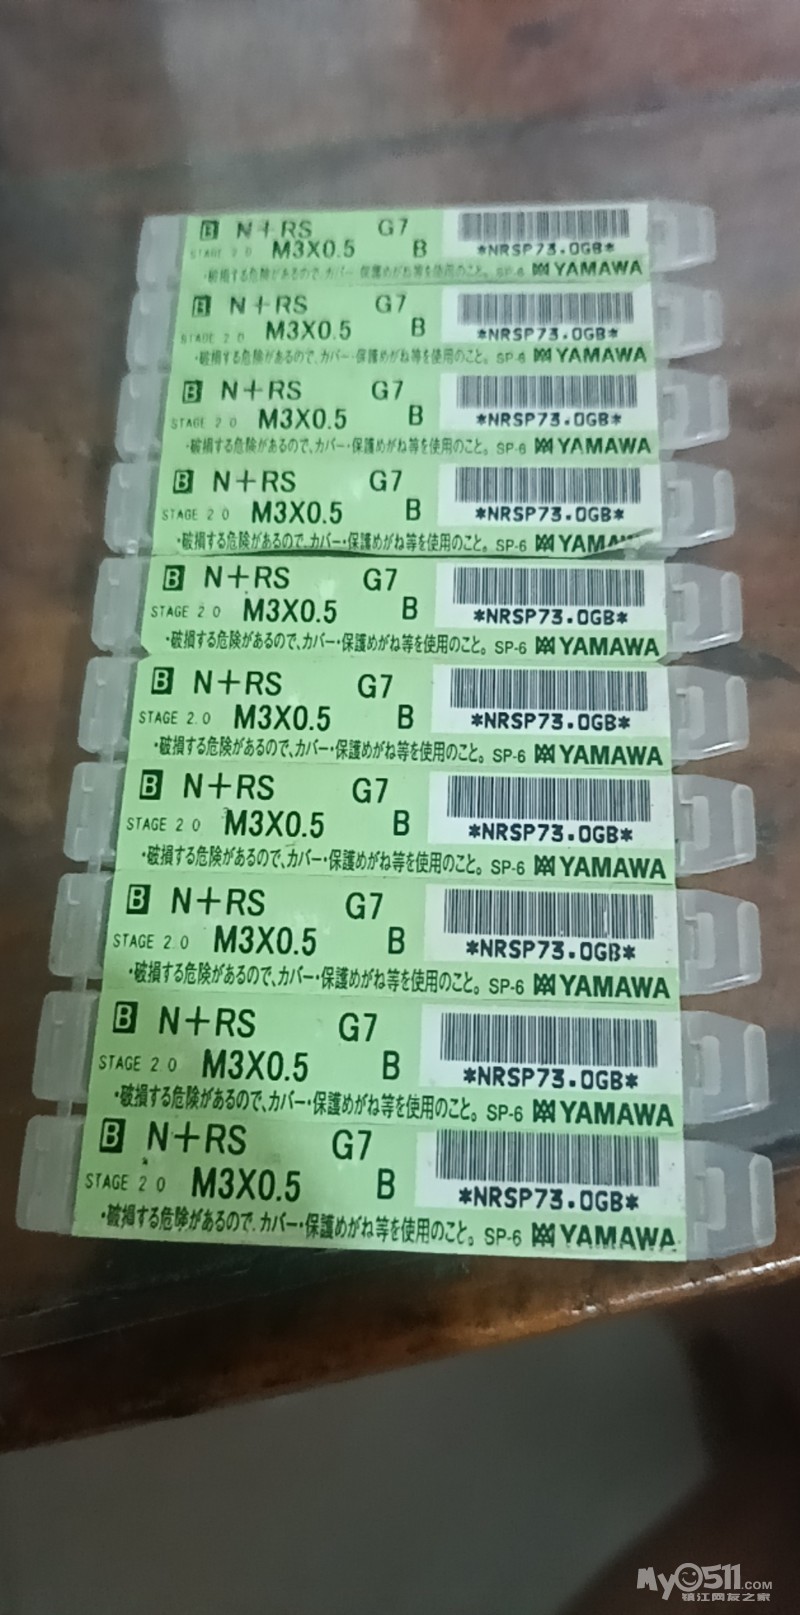 B N+RS G7
STAGE 2 0 M3X0.5 B *NRSP73.0GB*
・破損する危険があるので、カバー・保護めがね等を使用のこと。 SP-6 YAMAWA
B N+RS G7
STAGE 2 0 M3X0.5 B *NRSP73.0GB*
・破損する危険があるので、カバー・保護めがね等を使用のこと。 SP-6 YAMAWA
B N+RS G7
STAGE 2 0 M3X0.5 B *NRSP73.0GB*
・破損する危険があるので、カバー・保護めがね等を使用のこと。 SP-6 YAMAWA
B N+RS G7
STAGE 2 0 M3X0.5 B *NRSP73.0GB*
・破損する危険があるので、カバー・保護めがね等を使用のこと。 SP-6 YAMAWA
B N+RS G7
STAGE 2 0 M3X0.5 B *NRSP73.0GB*
・破損する危険があるので、カバー・保護めがね等を使用のこと。 SP-6 YAMAWA
B N+RS G7
STAGE 2.0 M3X0.5 B *NRSP73.0GB*
・破損する危険があるので、カバー・保護めがね等を使用のこと。 SP-6 YAMAWA
B N+RS G7
STAGE 2 0 M3X0.5 B *NRSP73.0GB*
・破損する危険があるので、カバー・保護めがね等を使用のこと。 SP-6 YAMAWA
B N+RS G7
STAGE 2.0 M3X0.5 B *NRSP73.0GB*
・破損する危険があるので、カバー・保護めがね等を使用のこと。 SP-6 YAMAWA
B N+RS G7
STAGE 2 0 M3X0.5 B *NRSP73.0GB*
・破損する危険があるので、カバー・保護めがね等を使用のこと。 SP-6 YAMAWA
B N+RS G7
STAGE 2 0 M3X0.5 B *NRSP73.0GB*
・破損する危険があるので、カバー・保護めがね等を使用のこと。 SP-6 YAMAWA
My0511.COM
镇江网友之家